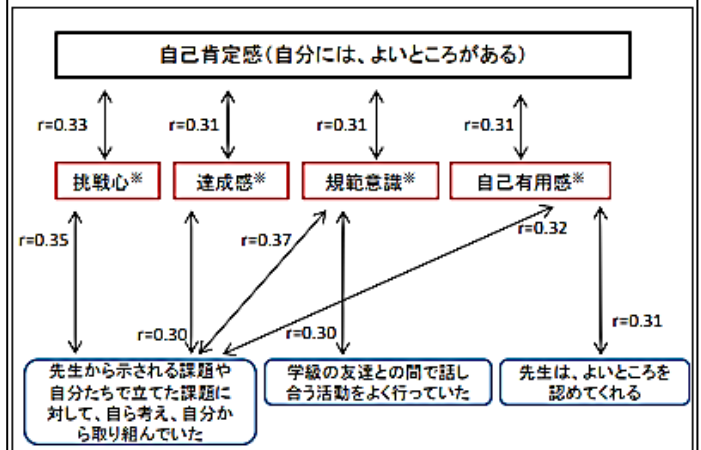 自己肯定感(自分には、よいところがある)
r=0.33
r=0.31
r=0.31
r=0.31
挑戦心※
達成感※
規範意識※
自己有用感※
r=0.35
r=0.37
r=0.32
r=0.30
r=0.30
r=0.31
先生から示される課題や
自分たちで立てた課題に
対して、自ら考え、自分か
ら取り組んでいた
学級の友達との間で話し
合う活動をよく行っていた
先生は、よいところを
認めてくれる